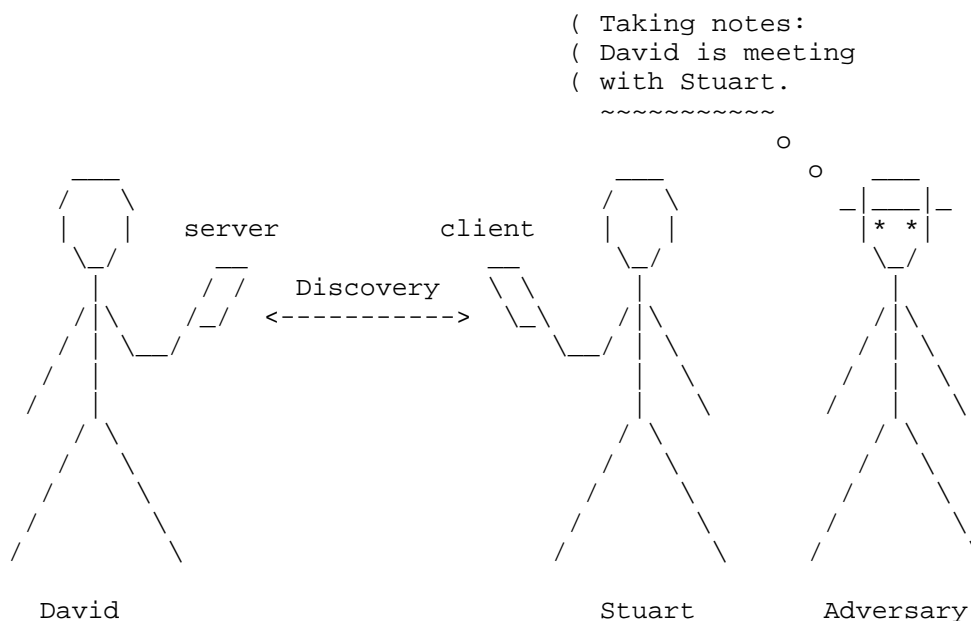 ( Taking notes:
( David is meeting
( with Stuart.
~~~~~~~~~~~
server client
Discovery
<----------->
David Stuart Adversary